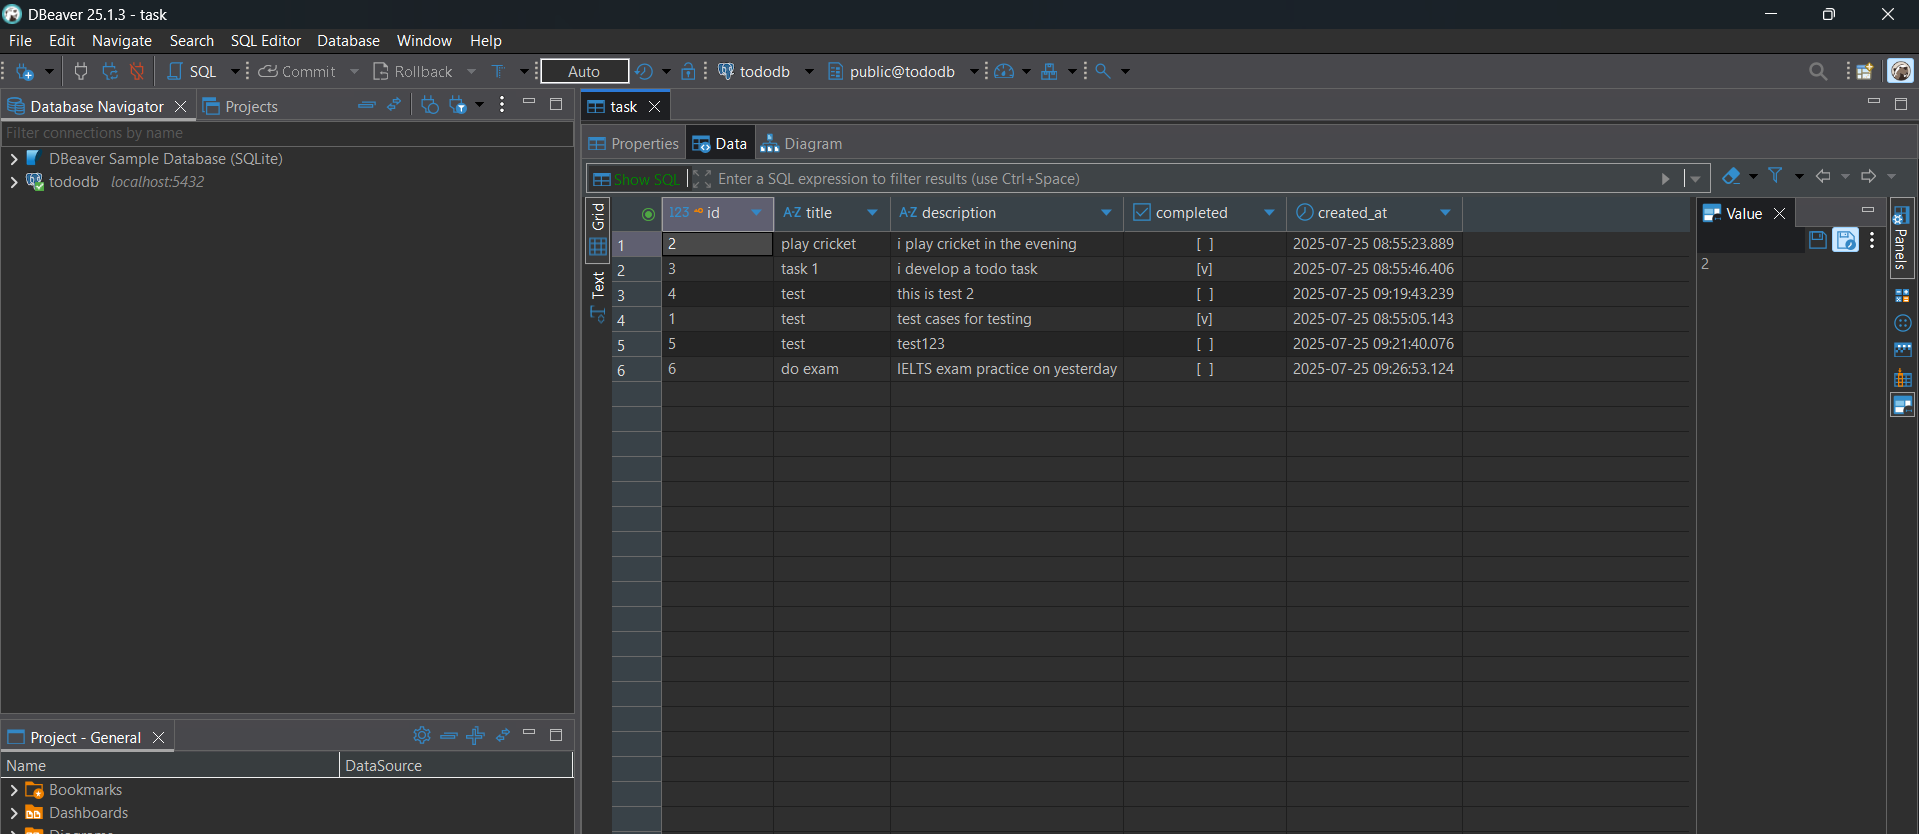 DBeaver 25.1.3 - task
File Edit Navigate Search SQL Editor Database Window Help
SQL Commit Rollback T Auto tododb public@tododb
Database Navigator Projects
Filter connections by name
DBeaver Sample Database (SQLite)
tododb localhost:5432
Project - General
Name DataSource
Bookmarks
Dashboards
Diagrams
task
Properties Data Diagram
Show SQL Enter a SQL expression to filter results (use Ctrl+Space)
Grid
Text
123 id A-Z title A-Z description completed created_at
1 2 play cricket i play cricket in the evening [ ] 2025-07-25 08:55:23.889
2 3 task 1 i develop a todo task [v] 2025-07-25 08:55:46.406
3 4 test this is test 2 [ ] 2025-07-25 09:19:43.239
4 1 test test cases for testing [v] 2025-07-25 08:55:05.143
5 5 test test123 [ ] 2025-07-25 09:21:40.076
6 6 do exam IELTS exam practice on yesterday [ ] 2025-07-25 09:26:53.124
Value
2
Panels